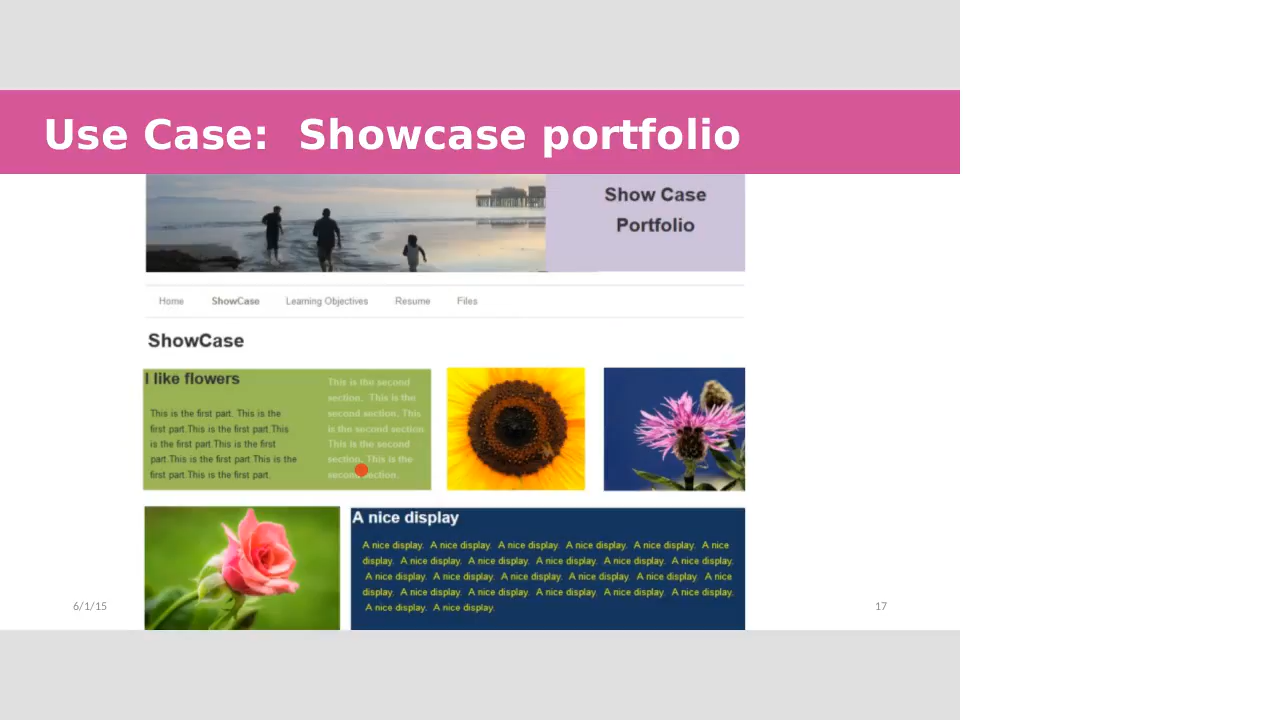 Use Case:  Showcase portfolio
Show Case
Portfolio
Home ShowCase Learning Objectives Resume Files
ShowCase
I like flowers
This is the first part. This is the
first part.This is the first part.This
is the first part.This is the first
part.This is the first part.This is the
first part.This is the first part.
This is the second
section.  This is the
second suction. This
is the second section.
This is the second
section. This is the
second section.
A nice display
A nice display.  A nice display.  A nice display.  A nice display.  A nice display.  A nice
display.  A nice display.  A nice display.  A nice display.  A nice display.  A nice display.
A nice display.  A nice display.  A nice display.  A nice display.  A nice display.  A nice
display.  A nice display.  A nice display.  A nice display.  A nice display.  A nice display.
A nice display.  A nice display.
6/1/15
17